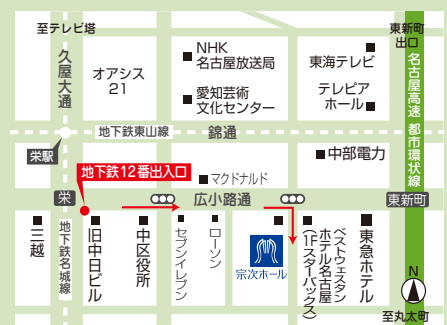 至テレビ塔
東新町
出口
久屋大通
オアシス
21
NHK
名古屋放送局
愛知芸術
文化センター
東海テレビ
テレピア
ホール
名古屋高速 都市環状線
地下鉄東山線
錦通
栄駅
中部電力
地下鉄12番出入口
マクドナルド
栄
広小路通
東新町
三越
地下鉄名城線
旧中日ビル
中区役所
セブンイレブン
ローソン
宗次ホール
ベストウェスタン
ホテル名古屋
(1Fスターバックス)
東急ホテル
N
至丸太町